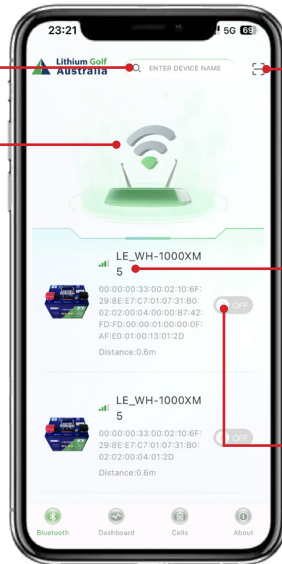 23:21
5G 69
Lithium Golf
Australia
ENTER DEVICE NAME
LE_WH-1000XM
5
00:00:00:33:00:02:10:6F:
29:8E:E7:C7:01:07:31:B0:
02:02:00:04:00:00:B7:42:
FD:FD:00:00:01:00:00:0F:
AF:E0:01:00:13:01:2D
Distance:0.6m
OFF
LE_WH-1000XM
5
00:00:00:33:00:02:10:6F:
29:8E:E7:C7:01:07:31:B0:
02:02:00:04:01:2D
Distance:0.6m
OFF
Bluetooth
Dashboard
Cells
About